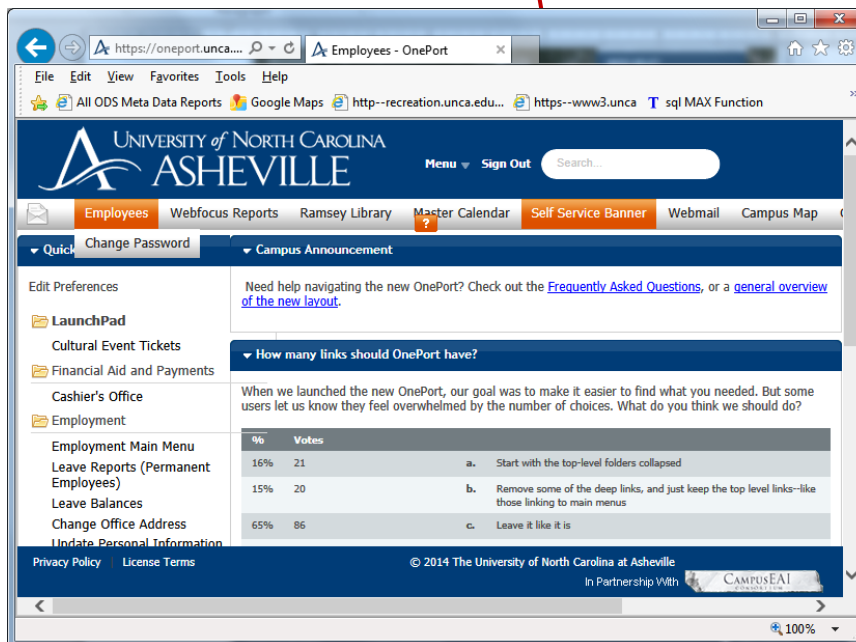 https://oneport.unca....
Employees - OnePort
File Edit View Favorites Tools Help
All ODS Meta Data Reports Google Maps http--recreation.unca.edu... https--www3.unca T sql MAX Function
UNIVERSITY of NORTH CAROLINA
ASHEVILLE
Menu Sign Out Search...
Employees Webfocus Reports Ramsey Library Master Calendar Self Service Banner Webmail Campus Map
?
Change Password
Quick
Campus Announcement
Edit Preferences
Need help navigating the new OnePort? Check out the Frequently Asked Questions, or a general overview
of the new layout.
LaunchPad
Cultural Event Tickets
Financial Aid and Payments
Cashier's Office
Employment
Employment Main Menu
Leave Reports (Permanent
Employees)
Leave Balances
Change Office Address
Update Personal Information
How many links should OnePort have?
When we launched the new OnePort, our goal was to make it easier to find what you needed. But some
users let us know they feel overwhelmed by the number of choices. What do you think we should do?
% Votes
16% 21 a. Start with the top-level folders collapsed
15% 20 b. Remove some of the deep links, and just keep the top level links--like
those linking to main menus
65% 86 c. Leave it like it is
Privacy Policy License Terms
© 2014 The University of North Carolina at Asheville
In Partnership With CAMPUSEAI
CONSORTIUM
100%